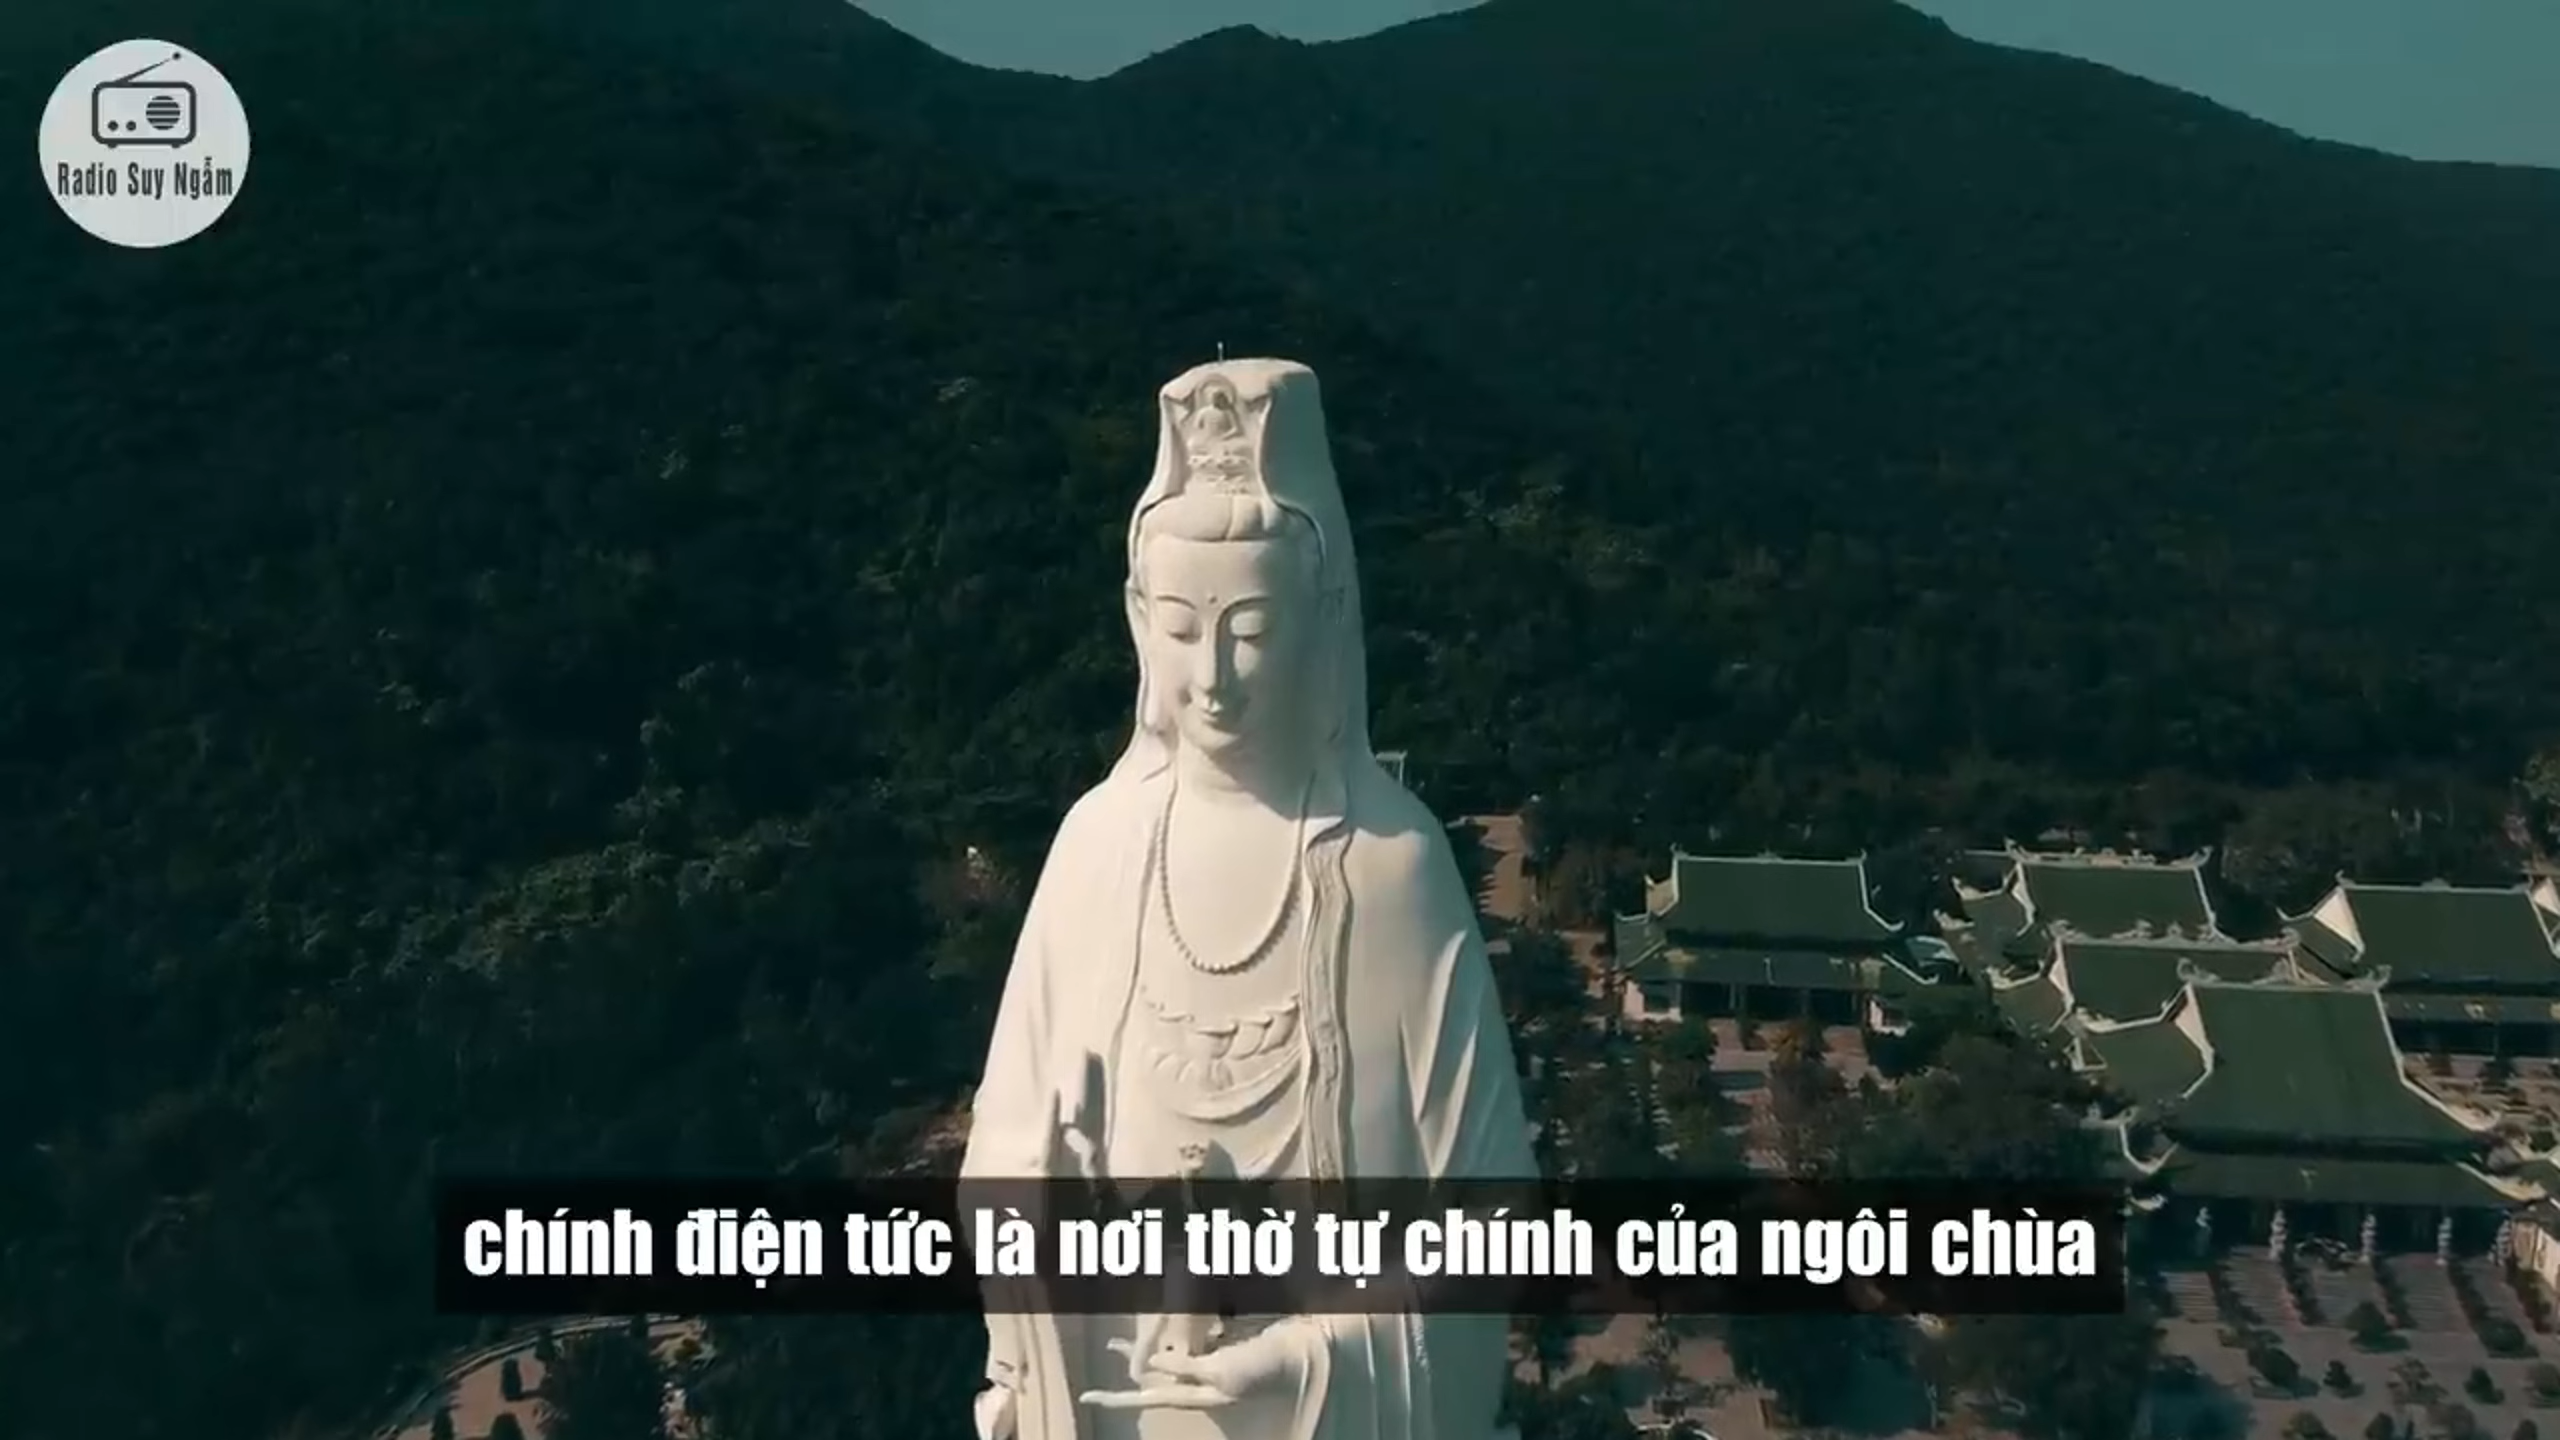 Radio Suy Ngẫm
chính điện tức là nơi thờ tự chính của ngôi chùa